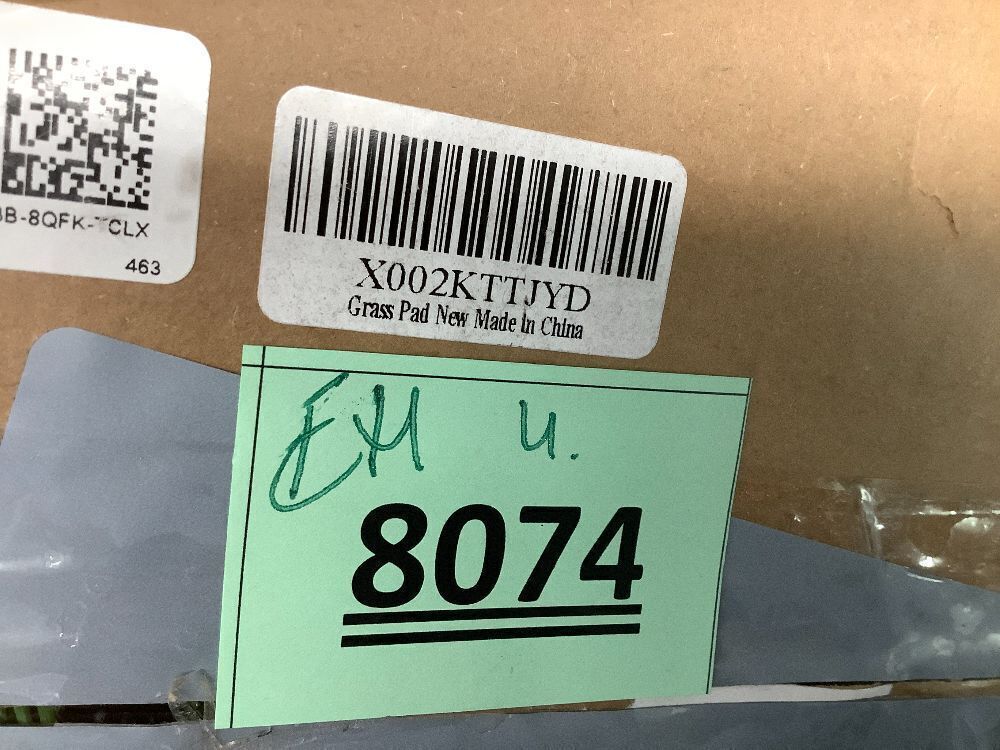 463
X002KTTJYD
Grass Pad New Made in China
8074